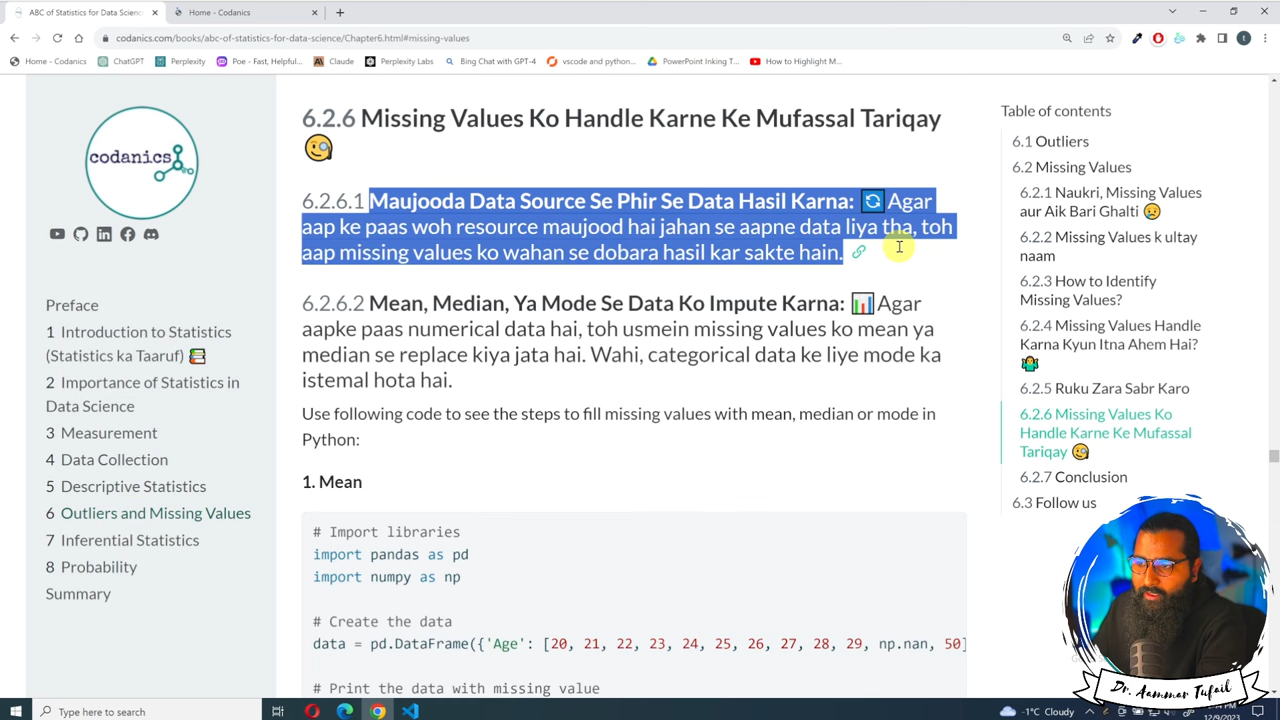 ABC of Statistics for Data Scienc
Home - Codanics
codanics.com/books/abc-of-statistics-for-data-science/Chapter6.html#missing-values
Home - Codanics
ChatGPT
Perplexity
Poe - Fast, Helpful...
Claude
Perplexity Labs
Bing Chat with GPT-4
vscode and python...
PowerPoint Inking T...
How to Highlight M...
codanics
Preface
1 Introduction to Statistics
(Statistics ka Taaruf)
2 Importance of Statistics in
Data Science
3 Measurement
4 Data Collection
5 Descriptive Statistics
6 Outliers and Missing Values
7 Inferential Statistics
8 Probability
Summary
6.2.6 Missing Values Ko Handle Karne Ke Mufassal Tariqay
6.2.6.1 Maujooda Data Source Se Phir Se Data Hasil Karna: Agar
aap ke paas woh resource maujood hai jahan se aapne data liya tha, toh
aap missing values ko wahan se dobara hasil kar sakte hain.
6.2.6.2 Mean, Median, Ya Mode Se Data Ko Impute Karna: Agar
aapke paas numerical data hai, toh usmein missing values ko mean ya
median se replace kiya jata hai. Wahi, categorical data ke liye mode ka
istemal hota hai.
Use following code to see the steps to fill missing values with mean, median or mode in
Python:
1. Mean
# Import libraries
import pandas as pd
import numpy as np
# Create the data
data = pd.DataFrame({'Age': [20, 21, 22, 23, 24, 25, 26, 27, 28, 29, np.nan, 50]
# Print the data with missing value
Table of contents
6.1 Outliers
6.2 Missing Values
6.2.1 Naukri, Missing Values
aur Aik Bari Ghalti
6.2.2 Missing Values k ultay
naam
6.2.3 How to Identify
Missing Values?
6.2.4 Missing Values Handle
Karna Kyun Itna Ahem Hai?
6.2.5 Ruku Zara Sabr Karo
6.2.6 Missing Values Ko
Handle Karne Ke Mufassal
Tariqay
6.2.7 Conclusion
6.3 Follow us
Dr. Aammar Tufail
Type here to search
-1°C Cloudy
12/9/2023